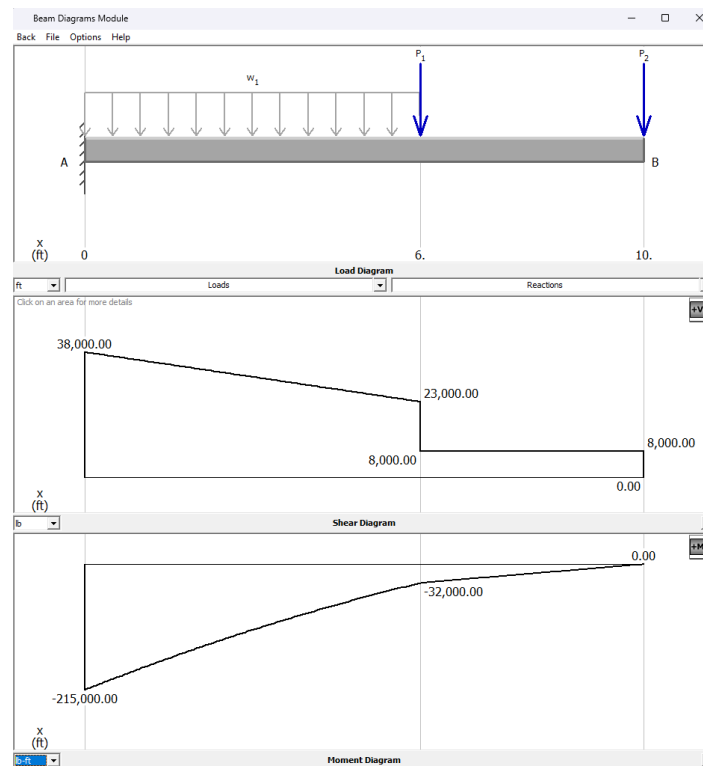 Beam Diagrams Module
Back File Options Help
P1 P2
w1
A B
x
(ft) 0 6. 10.
Load Diagram
ft Loads Reactions
Click on an area for more details
+V
38,000.00
23,000.00
8,000.00
8,000.00
0.00
x
(ft)
lb Shear Diagram
+M
0.00
-32,000.00
-215,000.00
x
(ft)
lb-ft Moment Diagram